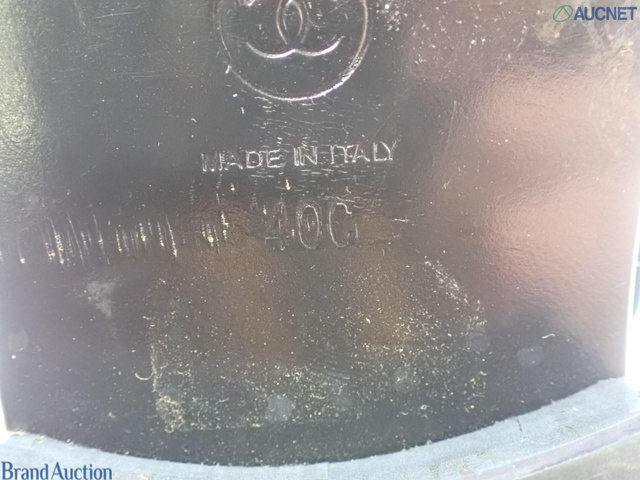 AUCNET
MADE IN ITALY
40C
Brand Auction